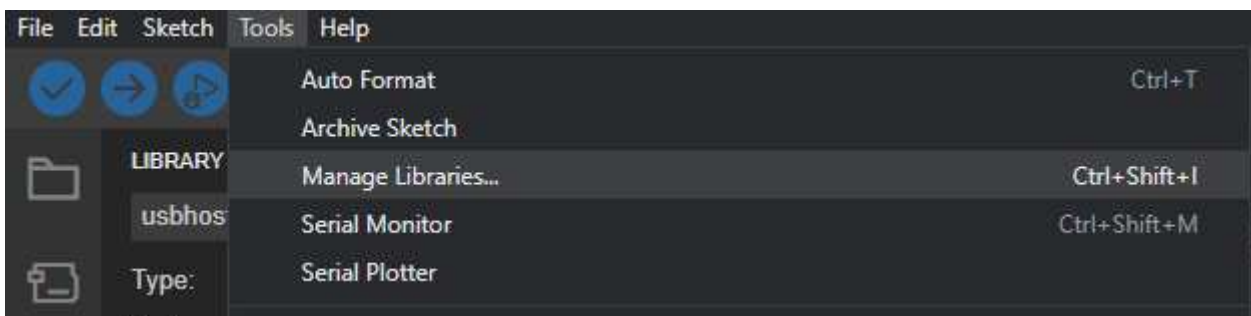 File Edit Sketch Tools Help
Auto Format Ctrl+T
Archive Sketch
LIBRARY
Manage Libraries... Ctrl+Shift+I
usbhos
Serial Monitor Ctrl+Shift+M
Type:
Serial Plotter